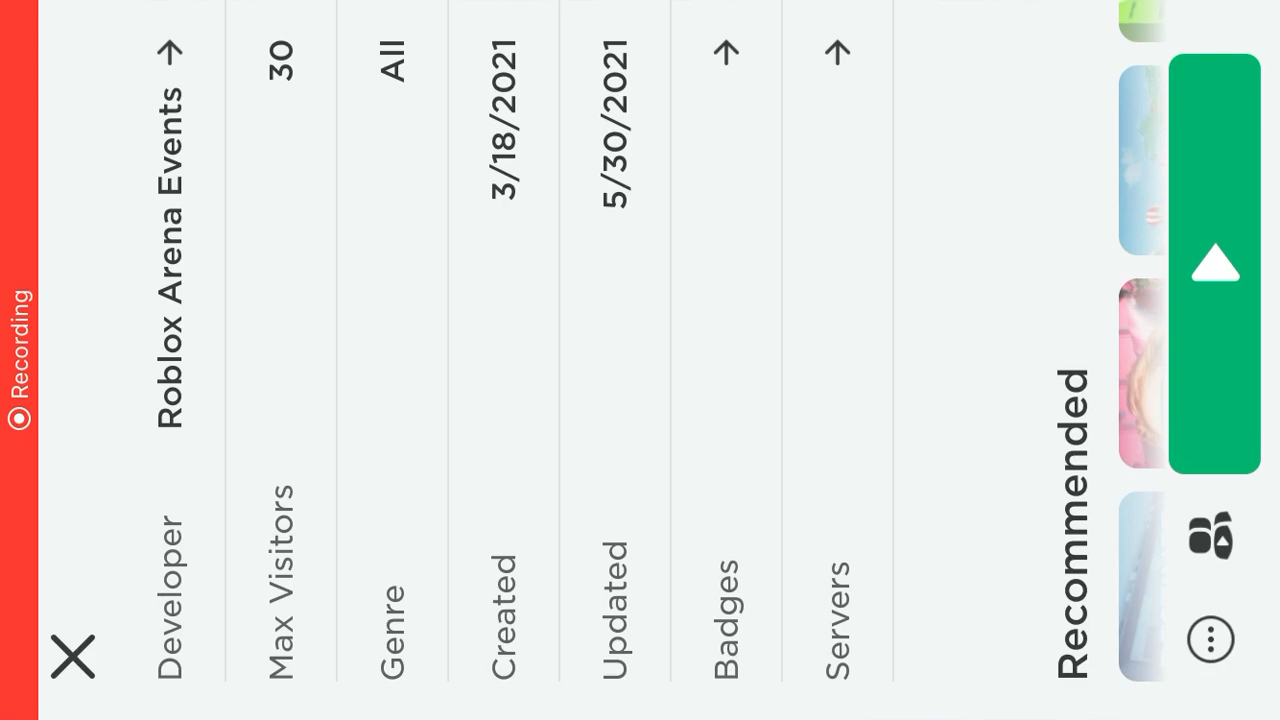 Recording
Developer Roblox Arena Events
Max Visitors 30
Genre All
Created 3/18/2021
Updated 5/30/2021
Badges
Servers
Recommended